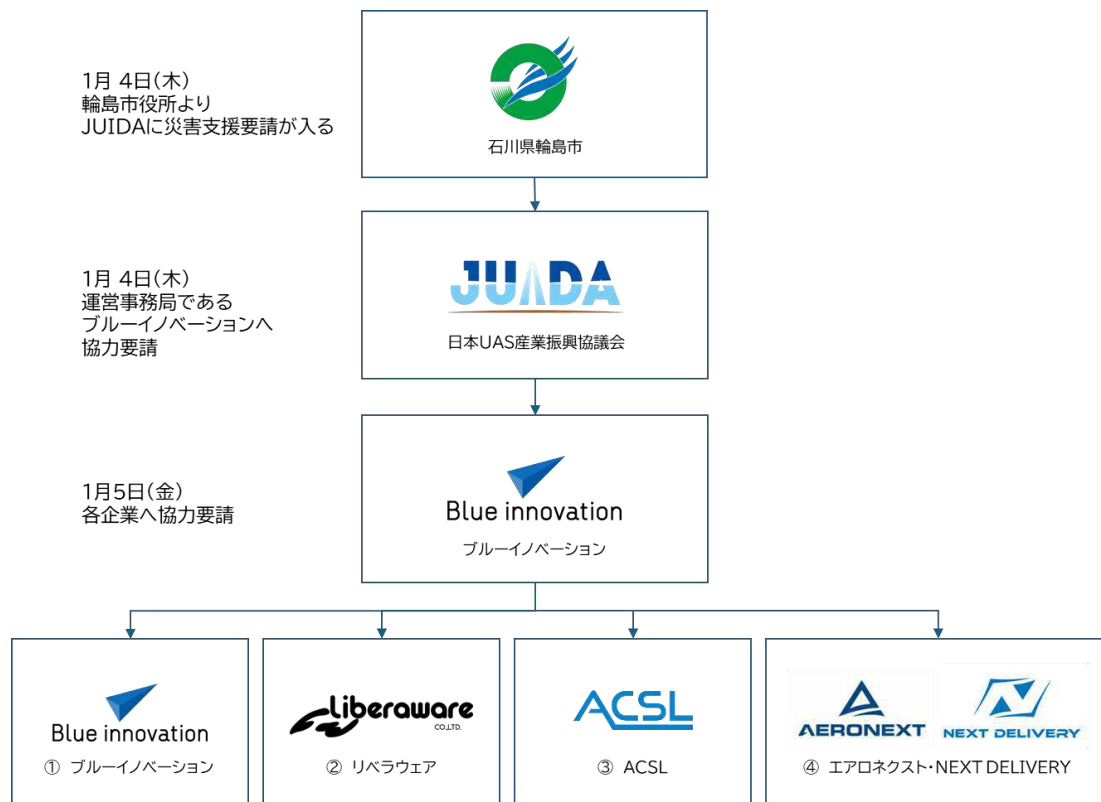 1月 4日(木)
輪島市役所より
JUIDAに災害支援要請が入る
石川県輪島市
1月 4日(木)
運営事務局である
ブルーイノベーションへ
協力要請
JUIDA
日本UAS産業振興協議会
1月5日(金)
各企業へ協力要請
Blue innovation
ブルーイノベーション
Blue innovation
① ブルーイノベーション
Liberaware
CO.,LTD.
② リベラウェア
ACSL
③ ACSL
AERONEXT
NEXT DELIVERY
④ エアロネクスト・NEXT DELIVERY